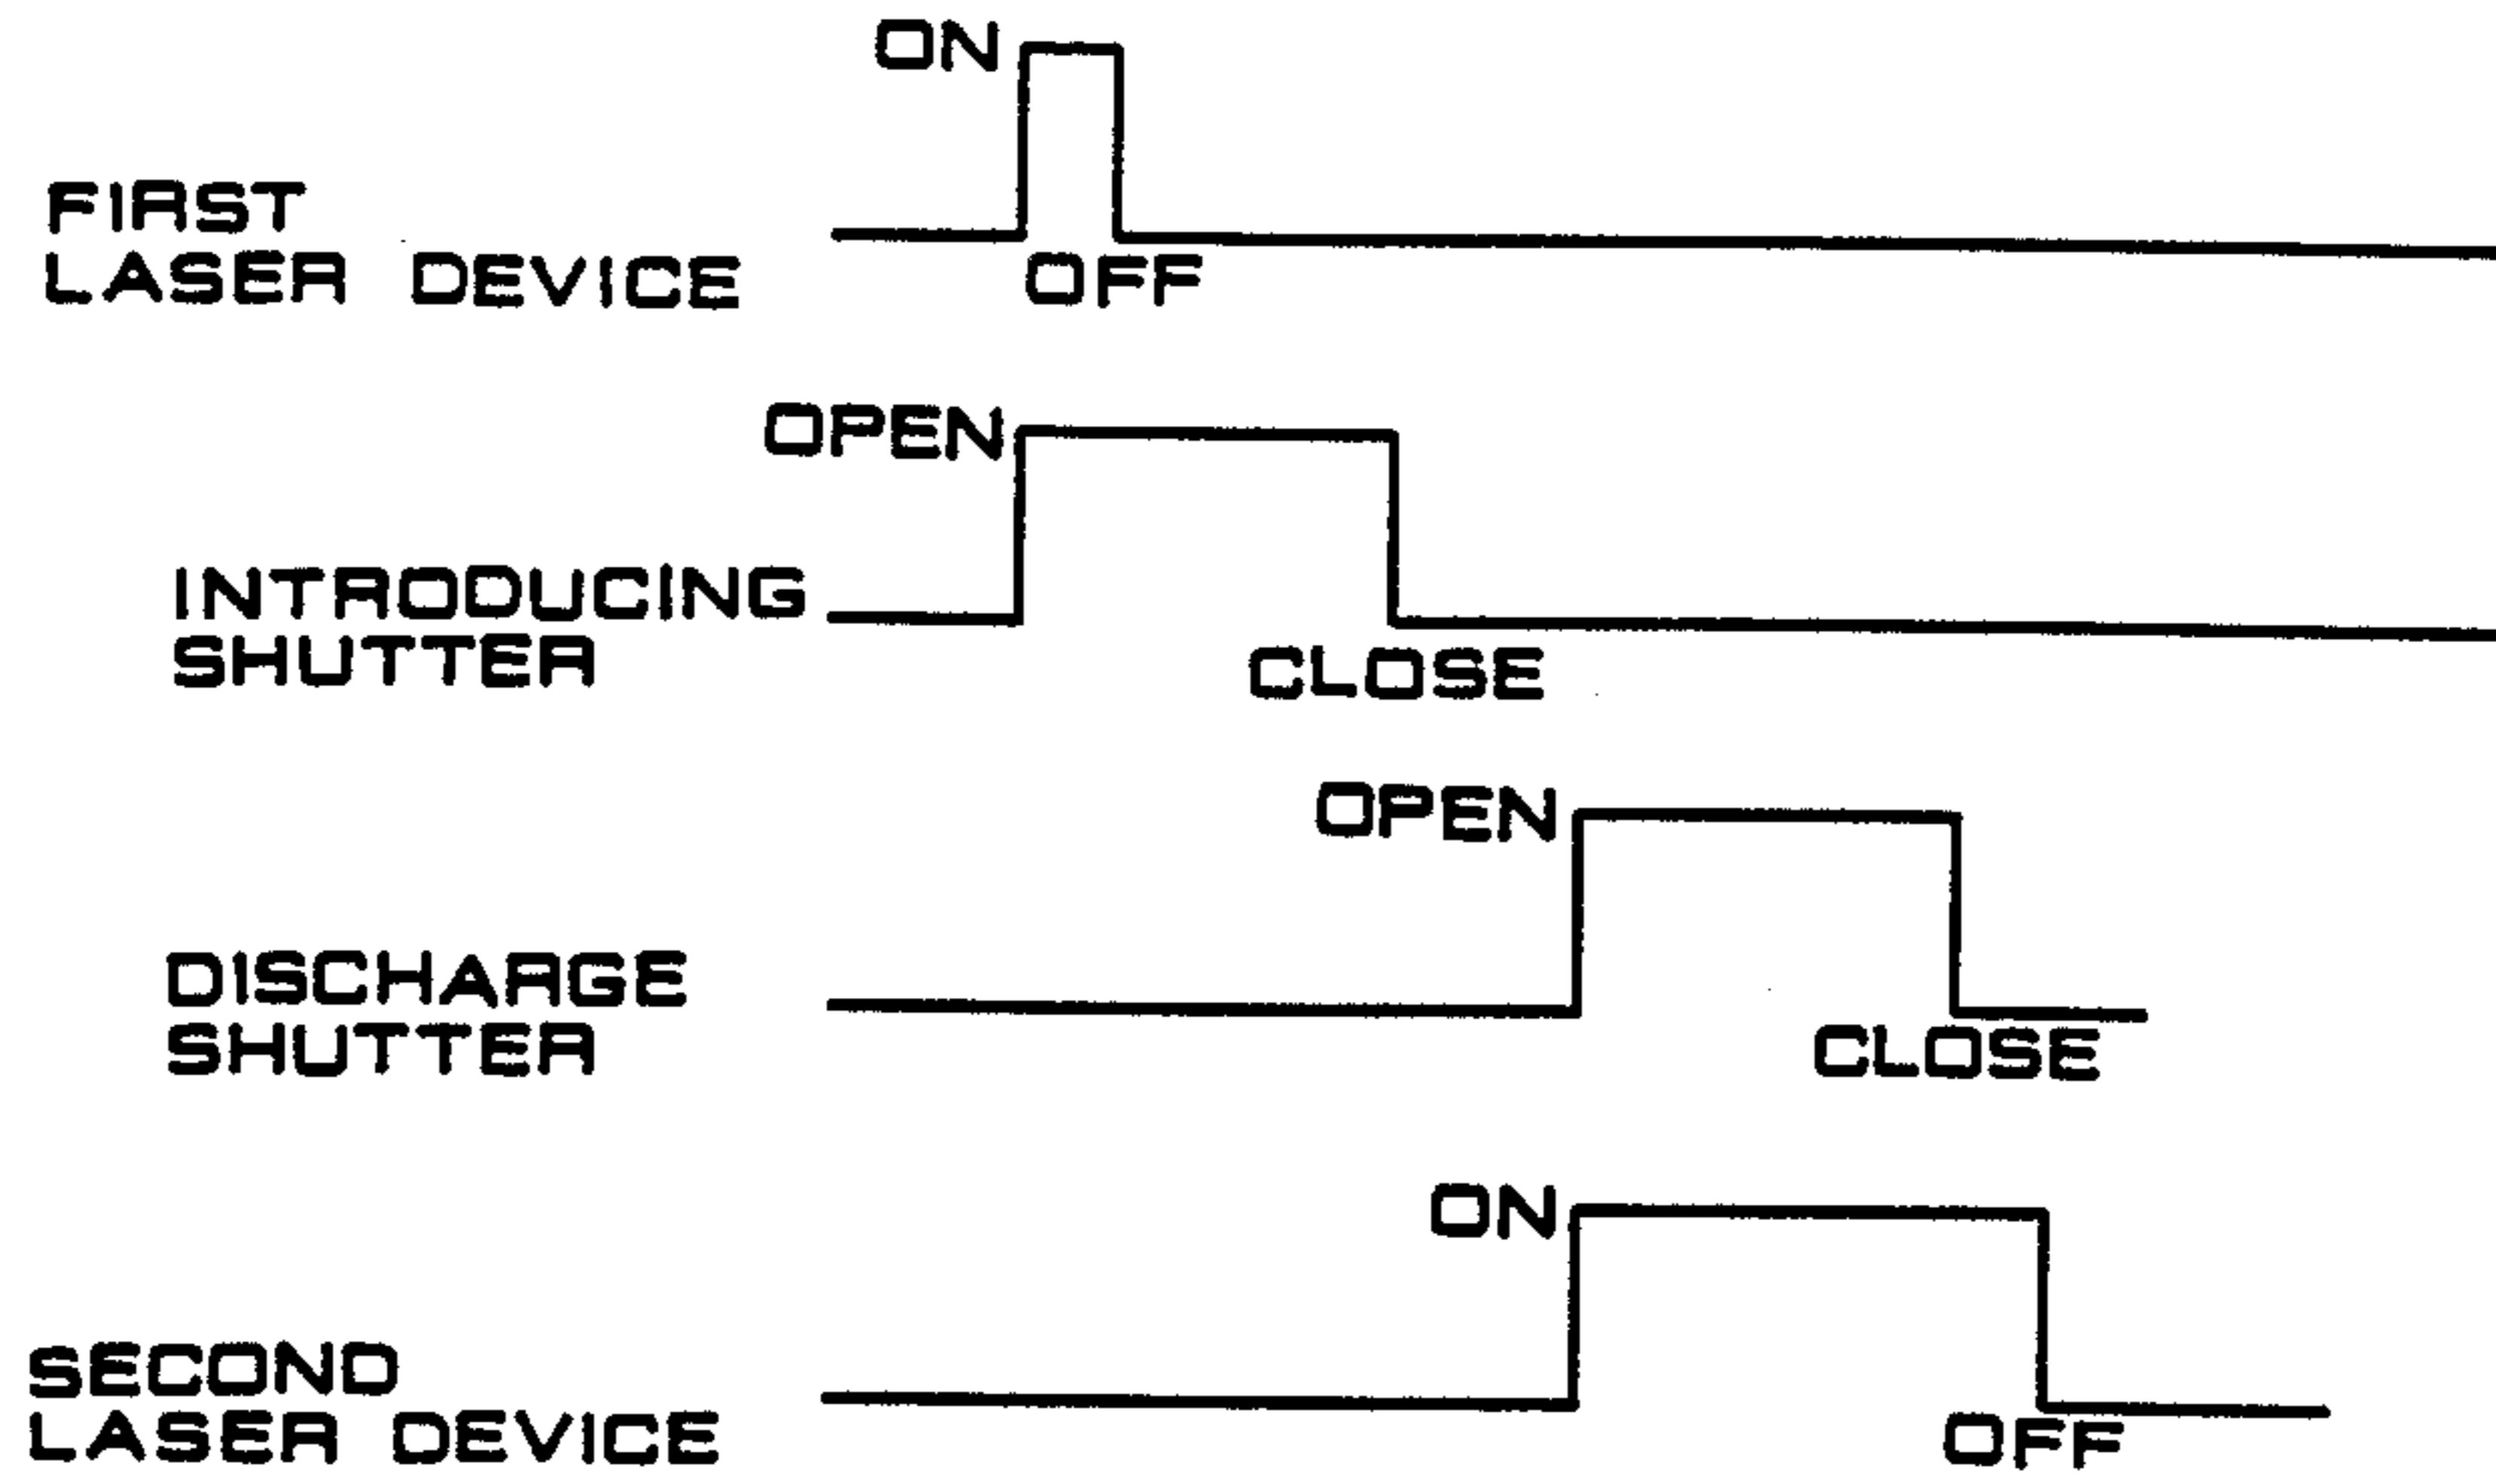 ON
FIRST
LASER DEVICE
OFF
OPEN
INTRODUCING
SHUTTER
CLOSE
OPEN
DISCHARGE
SHUTTER
CLOSE
ON
SECOND
LASER DEVICE
OFF